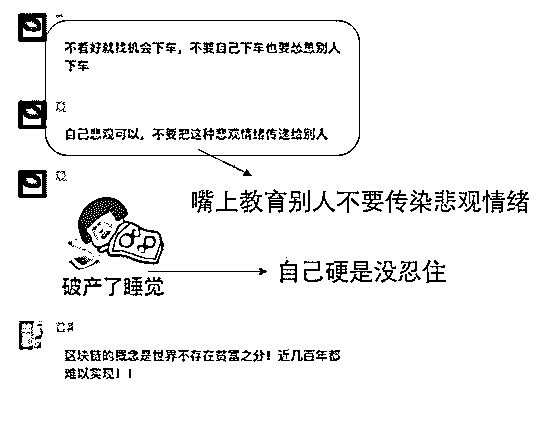 不看好就找机会下车，不要自己下车也要怂恿别人
下车
自己悲观可以，不要把这种悲观情绪传递给别人
嘴上教育别人不要传染悲观情绪
破产了睡觉
自己硬是没忍住
区块链的概念是世界不存在贫富之分！近几百年都
难以实现！！